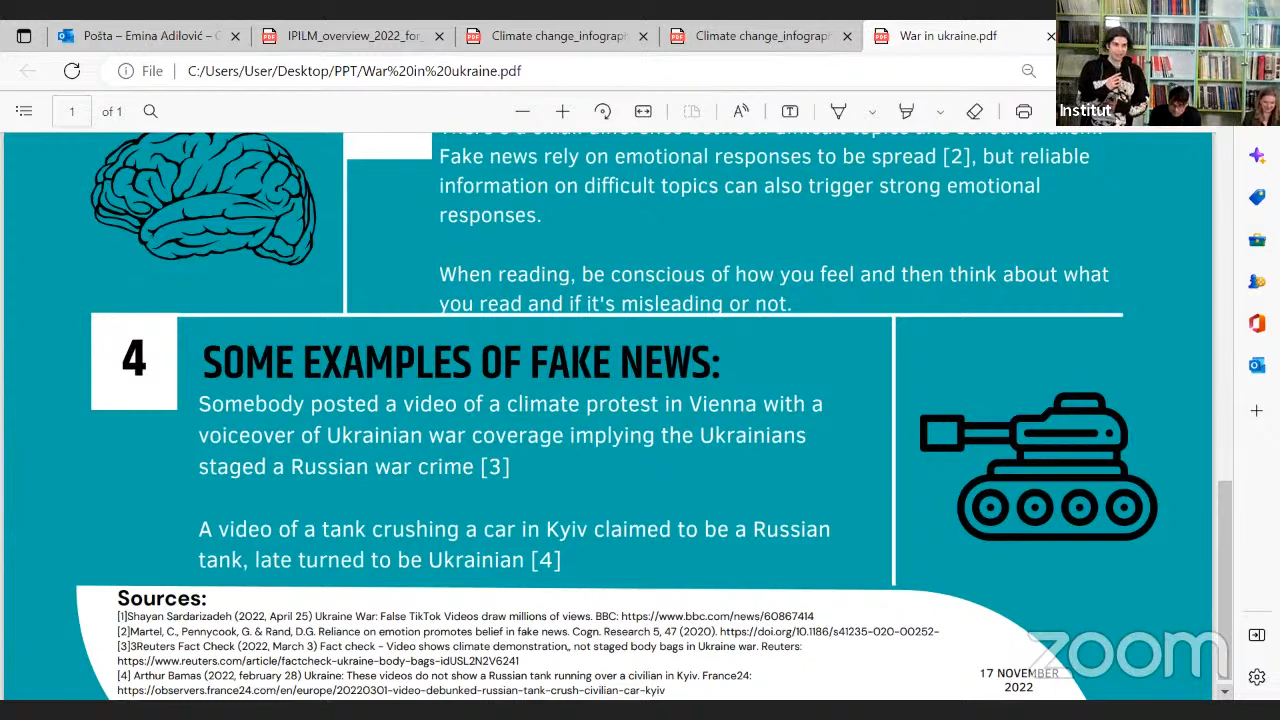 Pošta – Emina Adilović –
IPILM_overview_2022_for_
Climate change_infograph
Climate change_infograph
War in ukraine.pdf
File
C:/Users/User/Desktop/PPT/War%20in%20ukraine.pdf
1 of 1
Institut
Fake news rely on emotional responses to be spread [2], but reliable
information on difficult topics can also trigger strong emotional
responses.
When reading, be conscious of how you feel and then think about what
you read and if it's misleading or not.
4
SOME EXAMPLES OF FAKE NEWS:
Somebody posted a video of a climate protest in Vienna with a
voiceover of Ukrainian war coverage implying the Ukrainians
staged a Russian war crime [3]
A video of a tank crushing a car in Kyiv claimed to be a Russian
tank, late turned to be Ukrainian [4]
Sources:
[1]Shayan Sardarizadeh (2022, April 25) Ukraine War: False TikTok Videos draw millions of views. BBC: https://www.bbc.com/news/60867414
[2]Martel, C., Pennycook, G. & Rand, D.G. Reliance on emotion promotes belief in fake news. Cogn. Research 5, 47 (2020). https://doi.org/10.1186/s41235-020-00252-
[3]3Reuters Fact Check (2022, March 3) Fact check - Video shows climate demonstration,, not staged body bags in Ukraine war. Reuters:
https://www.reuters.com/article/factcheck-ukraine-body-bags-idUSL2N2V6241
[4] Arthur Bamas (2022, february 28) Ukraine: These videos do not show a Russian tank running over a civilian in Kyiv. France24:
https://observers.france24.com/en/europe/20220301-video-debunked-russian-tank-crush-civilian-car-kyiv
17 NOVEMBER
2022
zoom